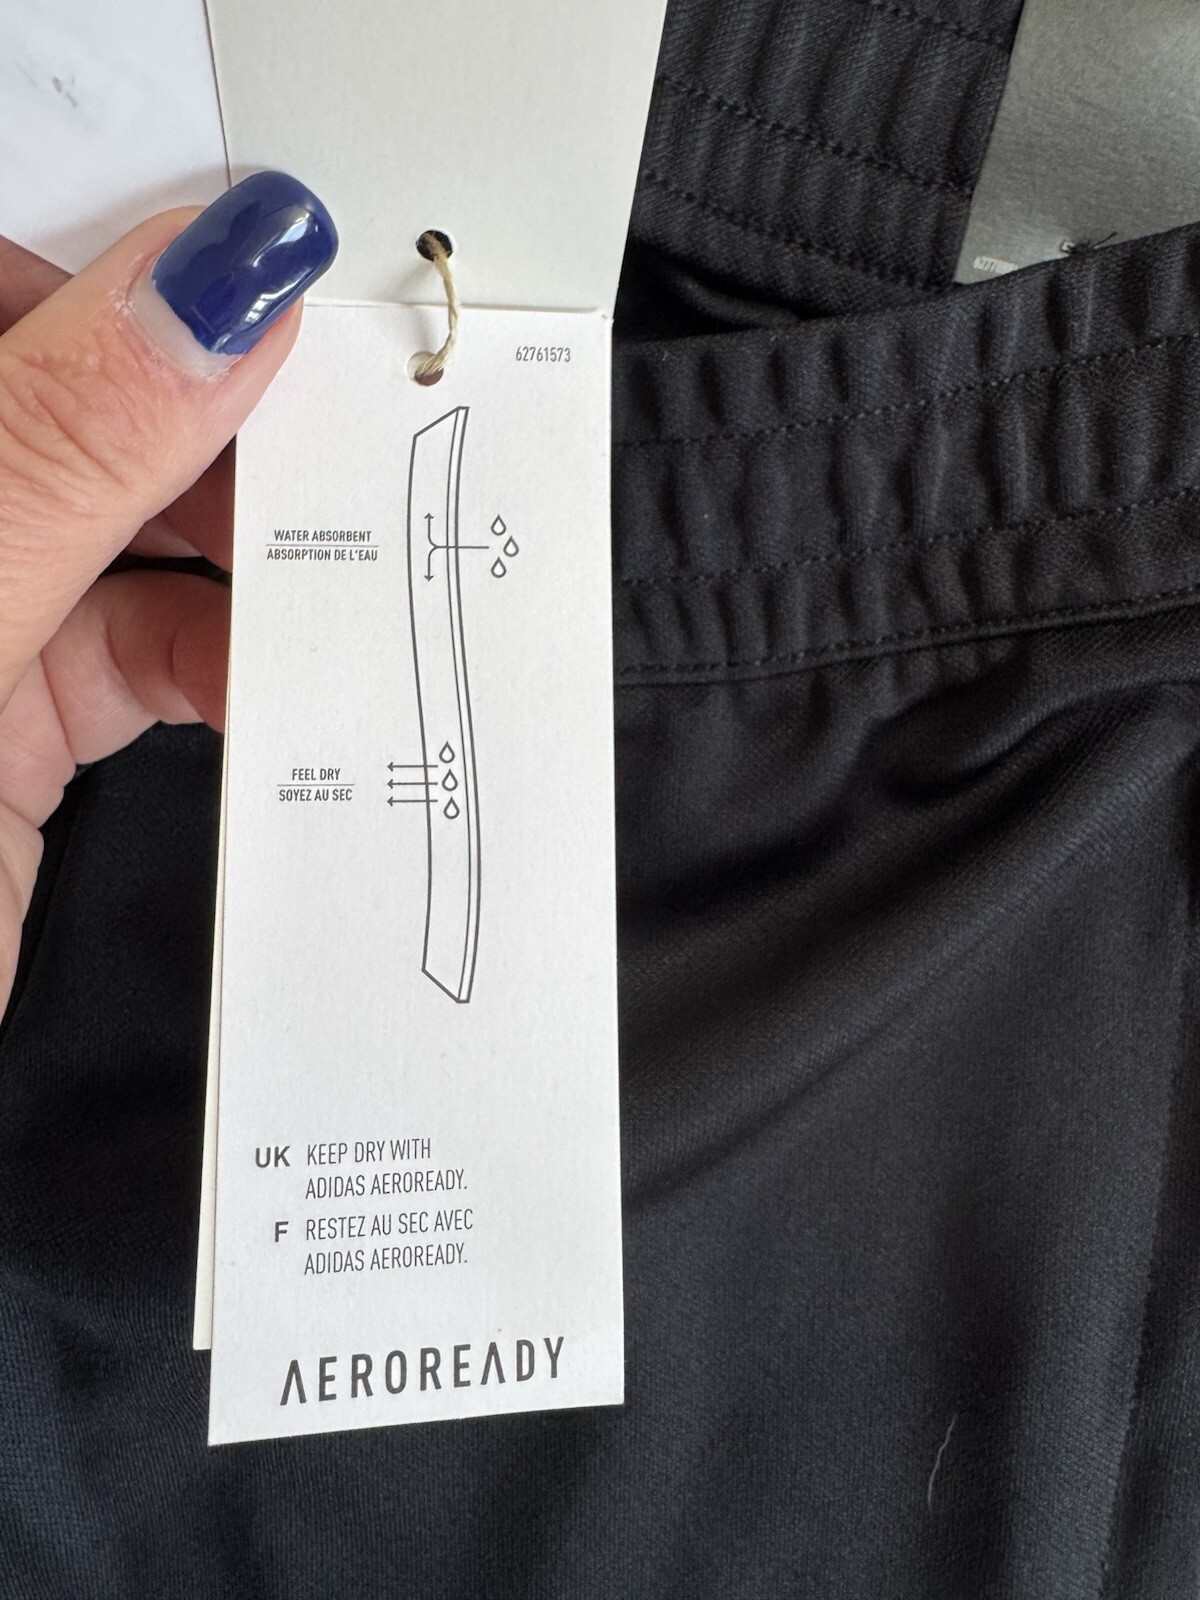 62761573
WATER ABSORBENT
ABSORPTION DE L'EAU
FEEL DRY
SOYEZ AU SEC
UK KEEP DRY WITH
ADIDAS AEROREADY.
F RESTEZ AU SEC AVEC
ADIDAS AEROREADY.
AEROREADY